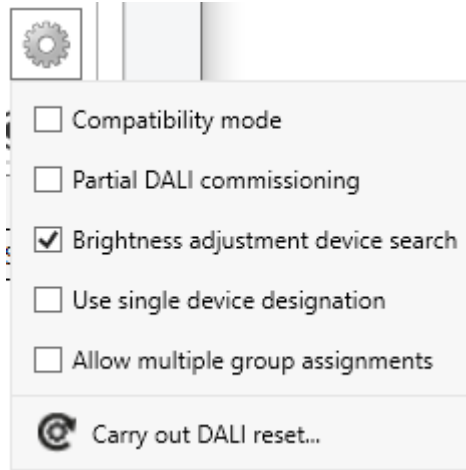 Compatibility mode
Partial DALI commissioning
Brightness adjustment device search
Use single device designation
Allow multiple group assignments
Carry out DALI reset...